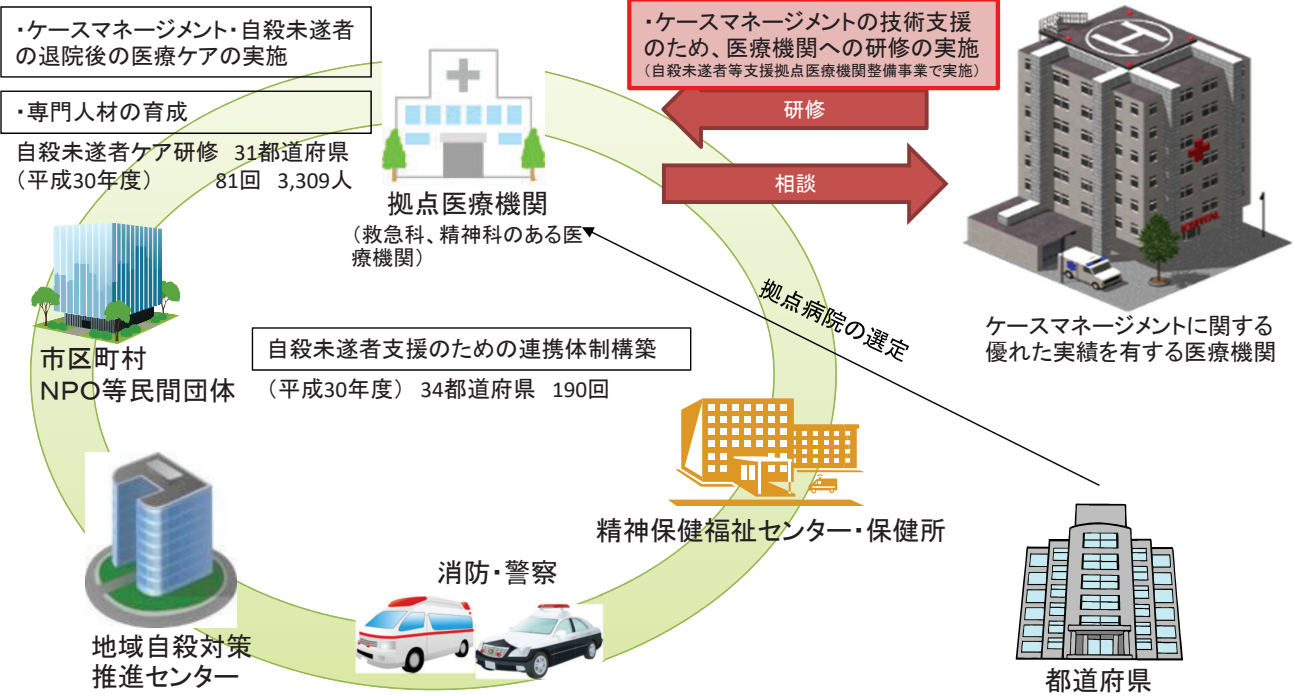 ・ケースマネージメント・自殺未遂者
の退院後の医療ケアの実施
・専門人材の育成
自殺未遂者ケア研修 31都道府県
（平成30年度） 81回 3,309人
・ケースマネージメントの技術支援
のため、医療機関への研修の実施
（自殺未遂者等支援拠点医療機関整備事業で実施）
研修
相談
拠点医療機関
（救急科、精神科のある医
療機関）
HOSPITAL
ケースマネージメントに関する
優れた実績を有する医療機関
拠点病院の選定
市区町村
NPO等民間団体
自殺未遂者支援のための連携体制構築
（平成30年度） 34都道府県 190回
精神保健福祉センター・保健所
消防・警察
地域自殺対策
推進センター
都道府県